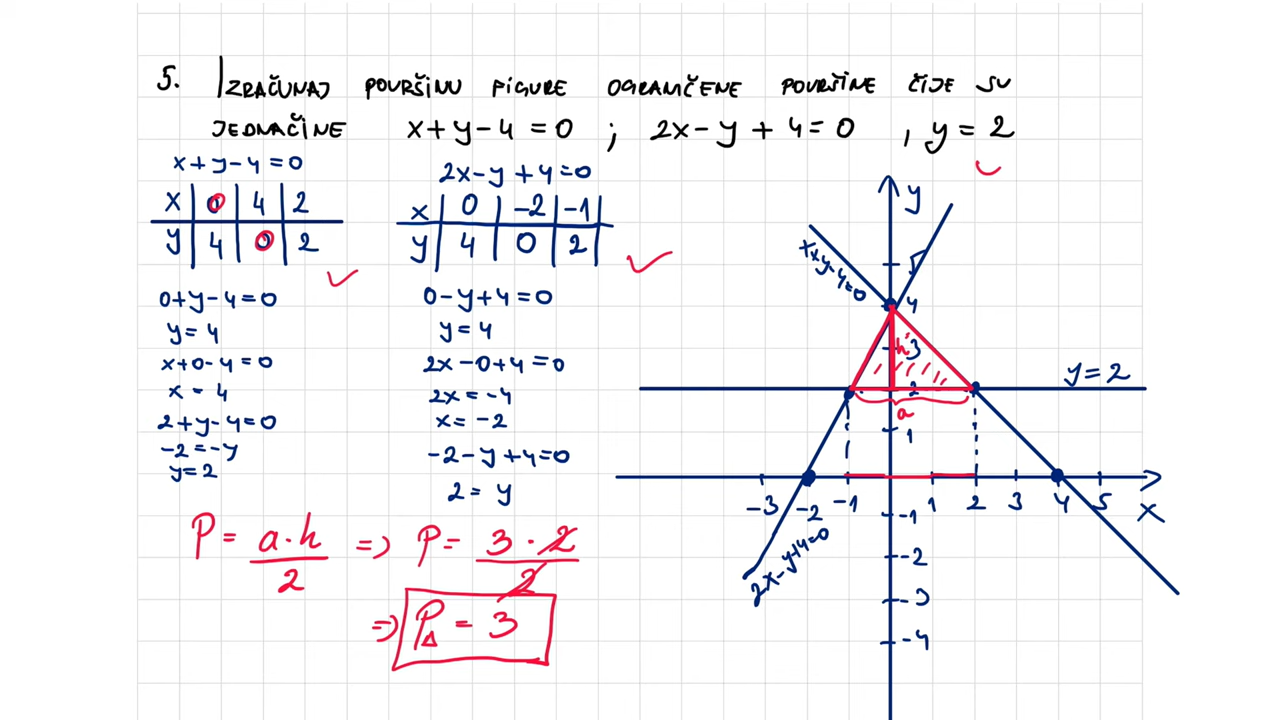 5. IZRAČUNAJ POVRŠINU FIGURE OGRANIČENE POVRŠINE ČIJE SU
JEDNAČINE x+y-4=0 ; 2x-y+4=0 , y=2
x+y-4=0
x | 0 | 4 | 2
y | 4 | 0 | 2
0+y-4=0
y=4
x+0-4=0
x=4
2+y-4=0
-2=-y
y=2
2x-y+4=0
x | 0 | -2 | -1
y | 4 | 0 | 2
0-y+4=0
y=4
2x-0+4=0
2x=-4
x=-2
-2-y+4=0
2=y
P = a·h/2 => P = 3·2/2
=> P△ = 3
y
x+y-4=0
4
h
3
2
y=2
a
1
-3 -2 -1 1 2 3 4 5 x
-1
2x-y+4=0
-2
-3
-4